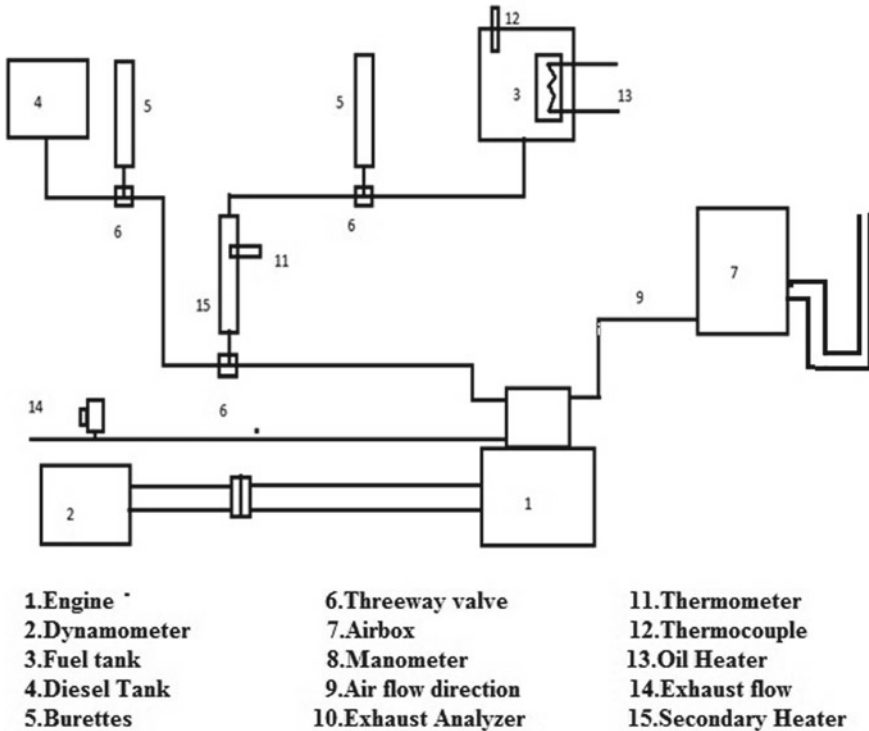 12
4
5
5
3
13
6
6
11
9
7
15
14
6
2
1
1.Engine
2.Dynamometer
3.Fuel tank
4.Diesel Tank
5.Burettes
6.Threeway valve
7.Airbox
8.Manometer
9.Air flow direction
10.Exhaust Analyzer
11.Thermometer
12.Thermocouple
13.Oil Heater
14.Exhaust flow
15.Secondary Heater